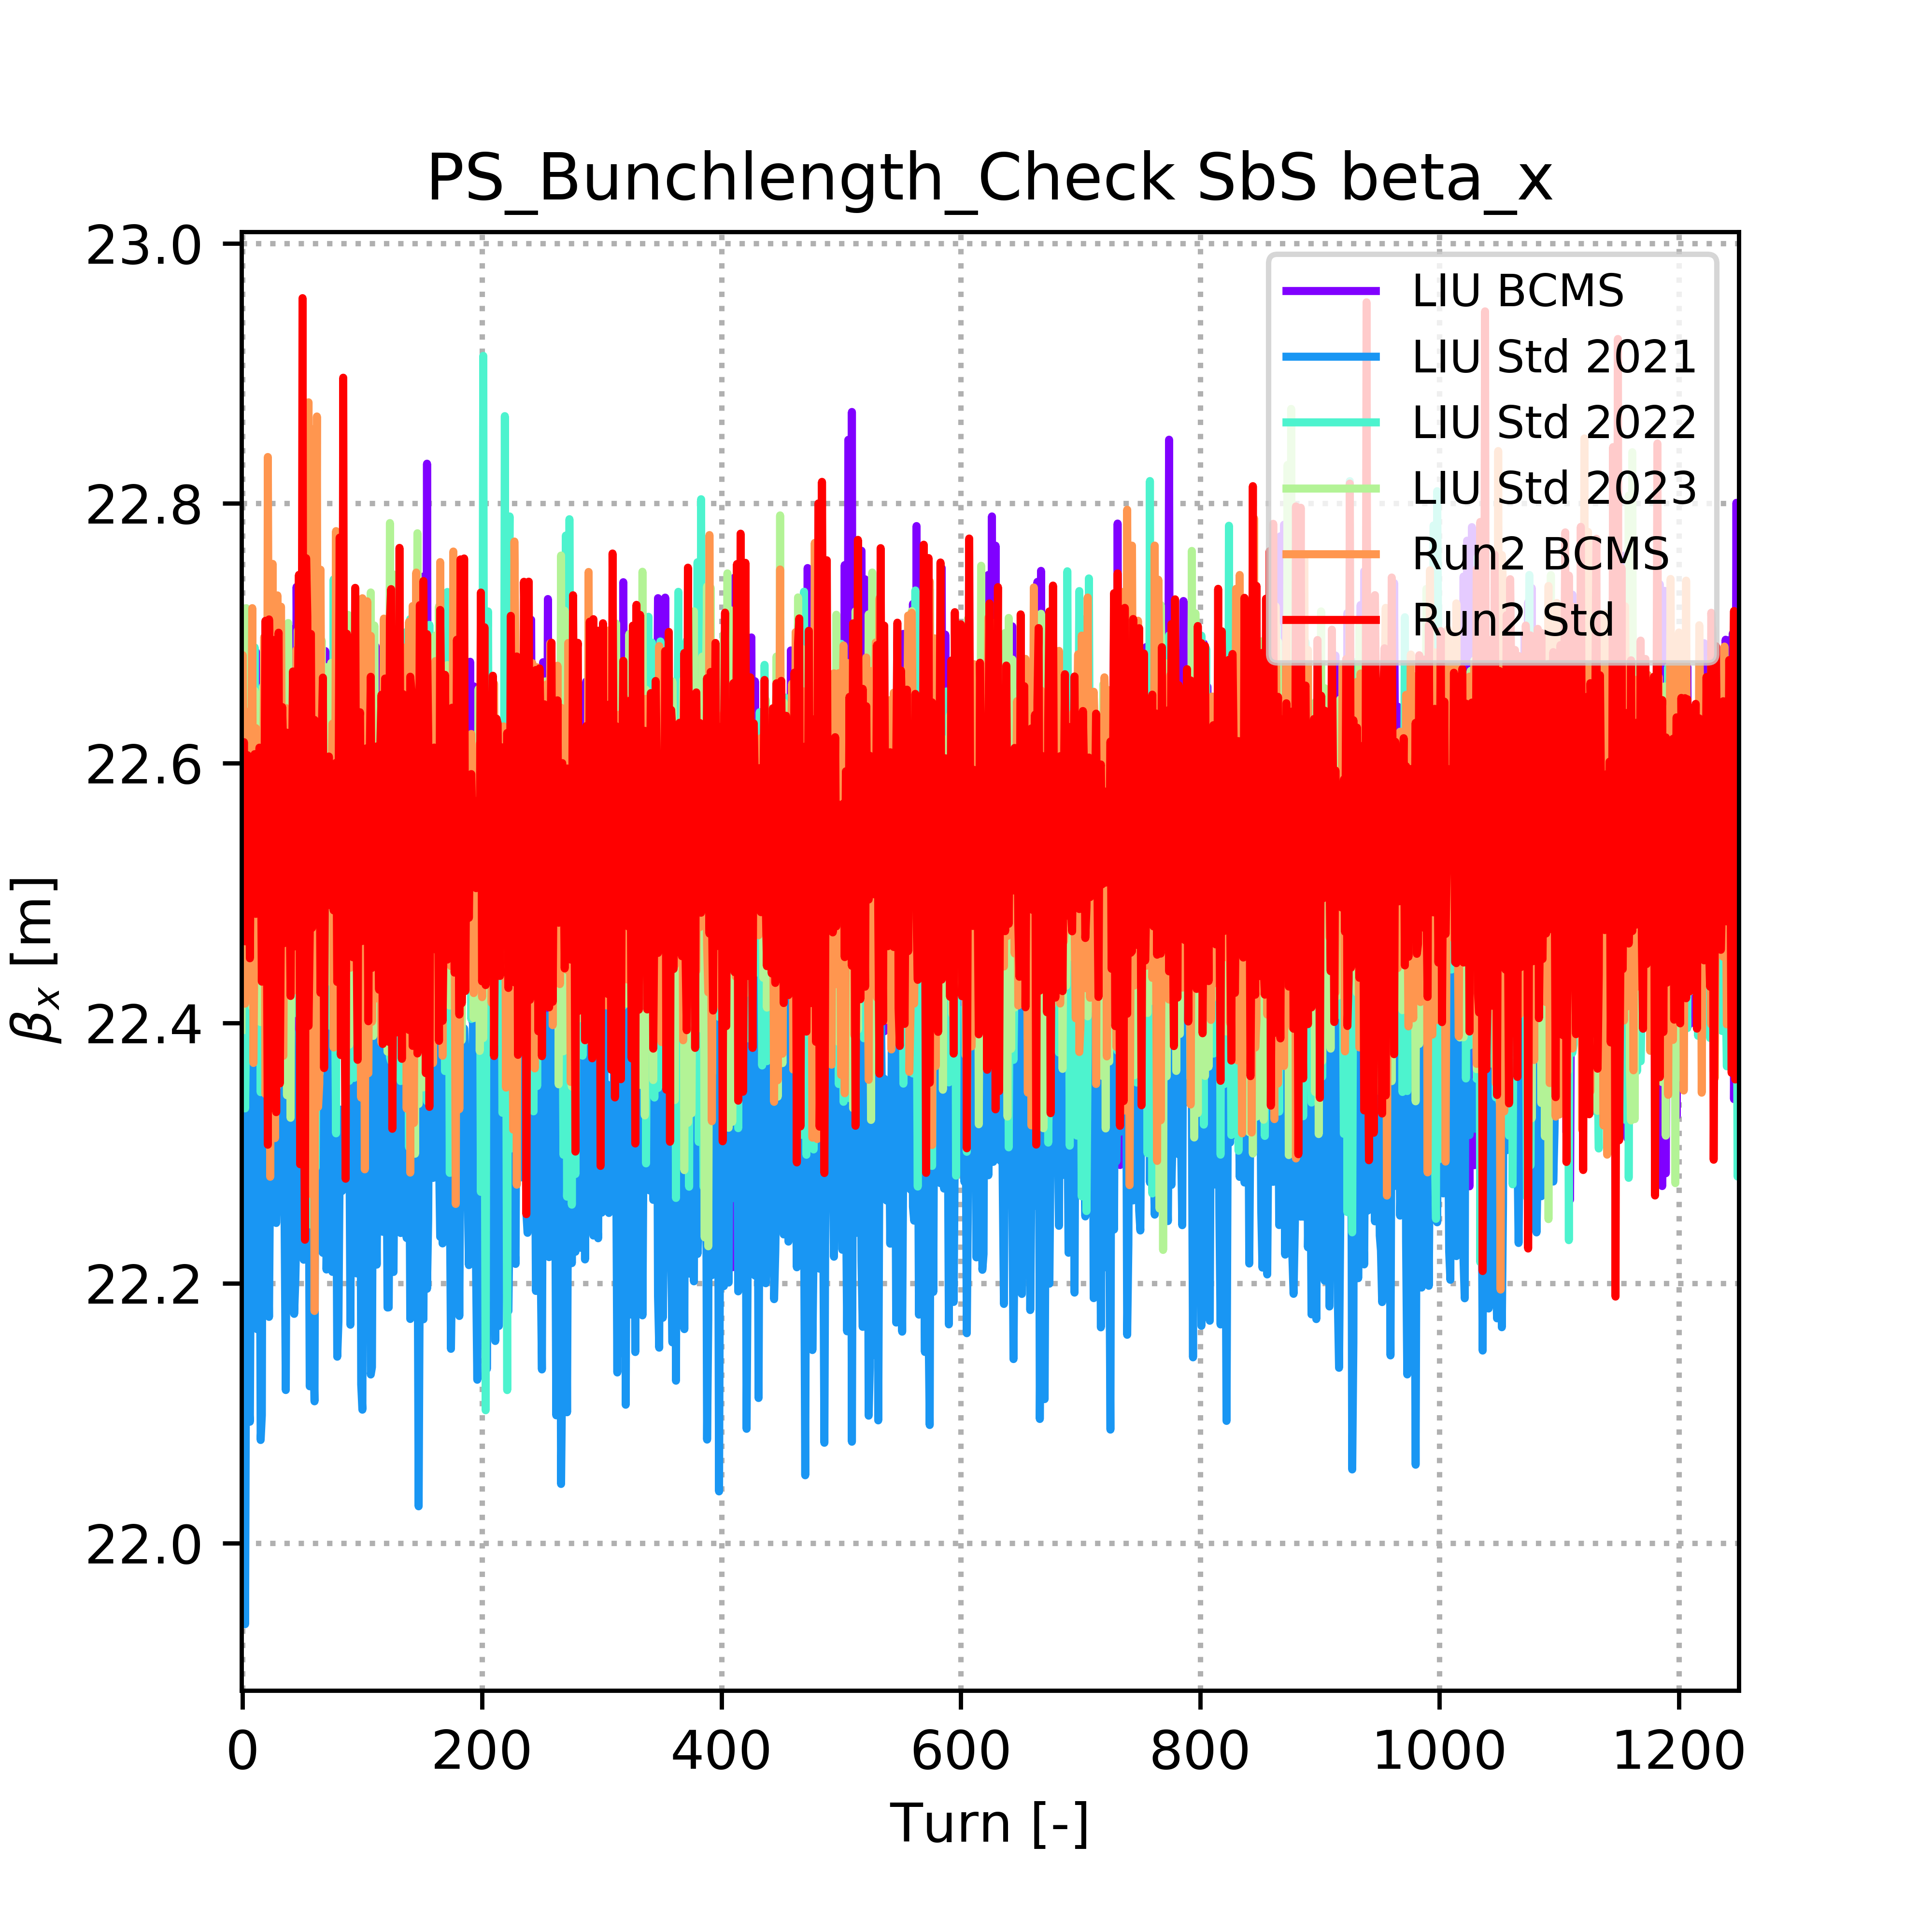 PS_Bunchlength_Check SbS beta_x
23.0
22.8
22.6
22.4
22.2
22.0
βx [m]
LIU BCMS
LIU Std 2021
LIU Std 2022
LIU Std 2023
Run2 BCMS
Run2 Std
0 200 400 600 800 1000 1200
Turn [-]